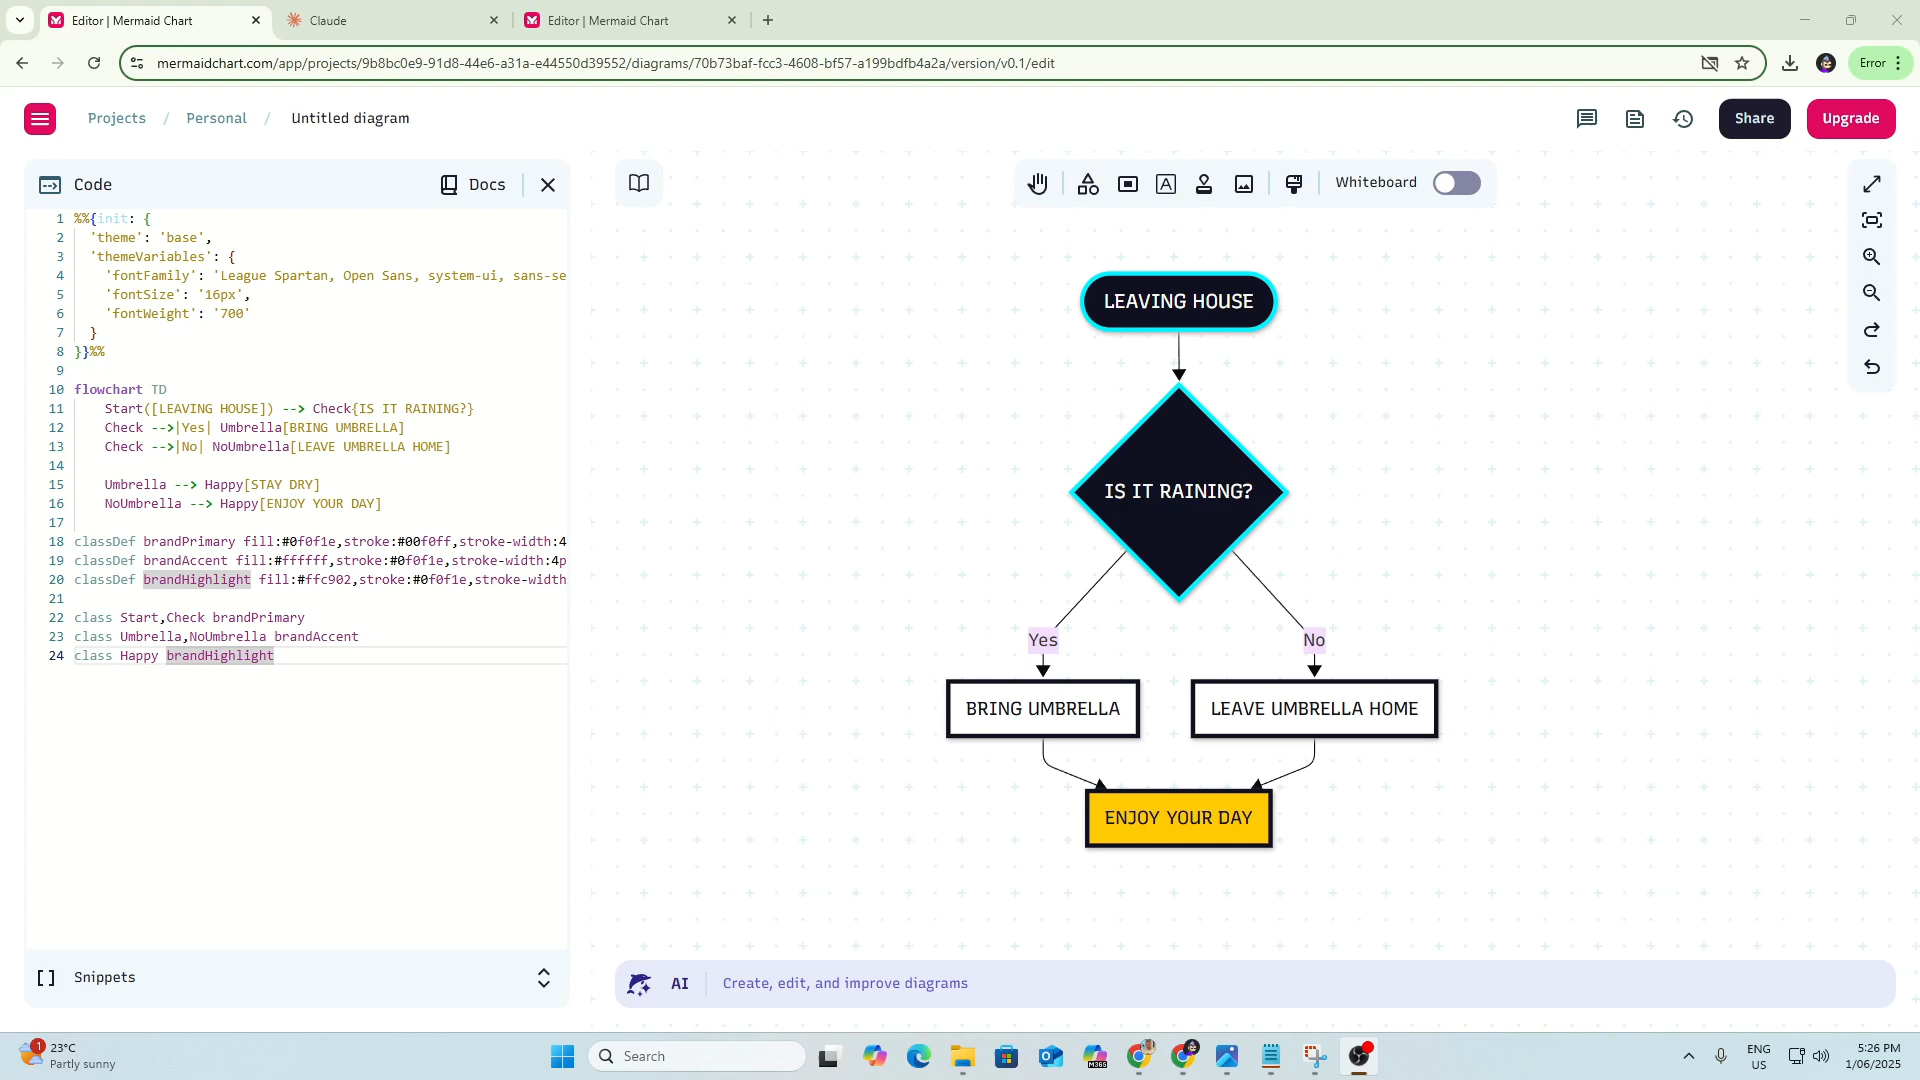 Editor | Mermaid Chart
Claude
Editor | Mermaid Chart
mermaidchart.com/app/projects/9b8bc0e9-91d8-44e6-a31a-e44550d39552/diagrams/70b73baf-fcc3-4608-bf57-a199bdfb4a2a/version/v0.1/edit
Error
Projects / Personal / Untitled diagram
Share
Upgrade
Code
Docs
Whiteboard
1 %%{init: {
2 'theme': 'base',
3 'themeVariables': {
4 'fontFamily': 'League Spartan, Open Sans, system-ui, sans-se
5 'fontSize': '16px',
6 'fontWeight': '700'
7 }
8 }}%%
9
10 flowchart TD
11 Start([LEAVING HOUSE]) --> Check{IS IT RAINING?}
12 Check -->|Yes| Umbrella[BRING UMBRELLA]
13 Check -->|No| NoUmbrella[LEAVE UMBRELLA HOME]
14
15 Umbrella --> Happy[STAY DRY]
16 NoUmbrella --> Happy[ENJOY YOUR DAY]
17
18 classDef brandPrimary fill:#0f0f1e,stroke:#00f0ff,stroke-width:4
19 classDef brandAccent fill:#ffffff,stroke:#0f0f1e,stroke-width:4p
20 classDef brandHighlight fill:#ffc902,stroke:#0f0f1e,stroke-width
21
22 class Start,Check brandPrimary
23 class Umbrella,NoUmbrella brandAccent
24 class Happy brandHighlight
LEAVING HOUSE
IS IT RAINING?
Yes
No
BRING UMBRELLA
LEAVE UMBRELLA HOME
ENJOY YOUR DAY
[ ] Snippets
AI
Create, edit, and improve diagrams
1
23°C
Partly sunny
Search
M365
ENG
US
5:26 PM
1/06/2025